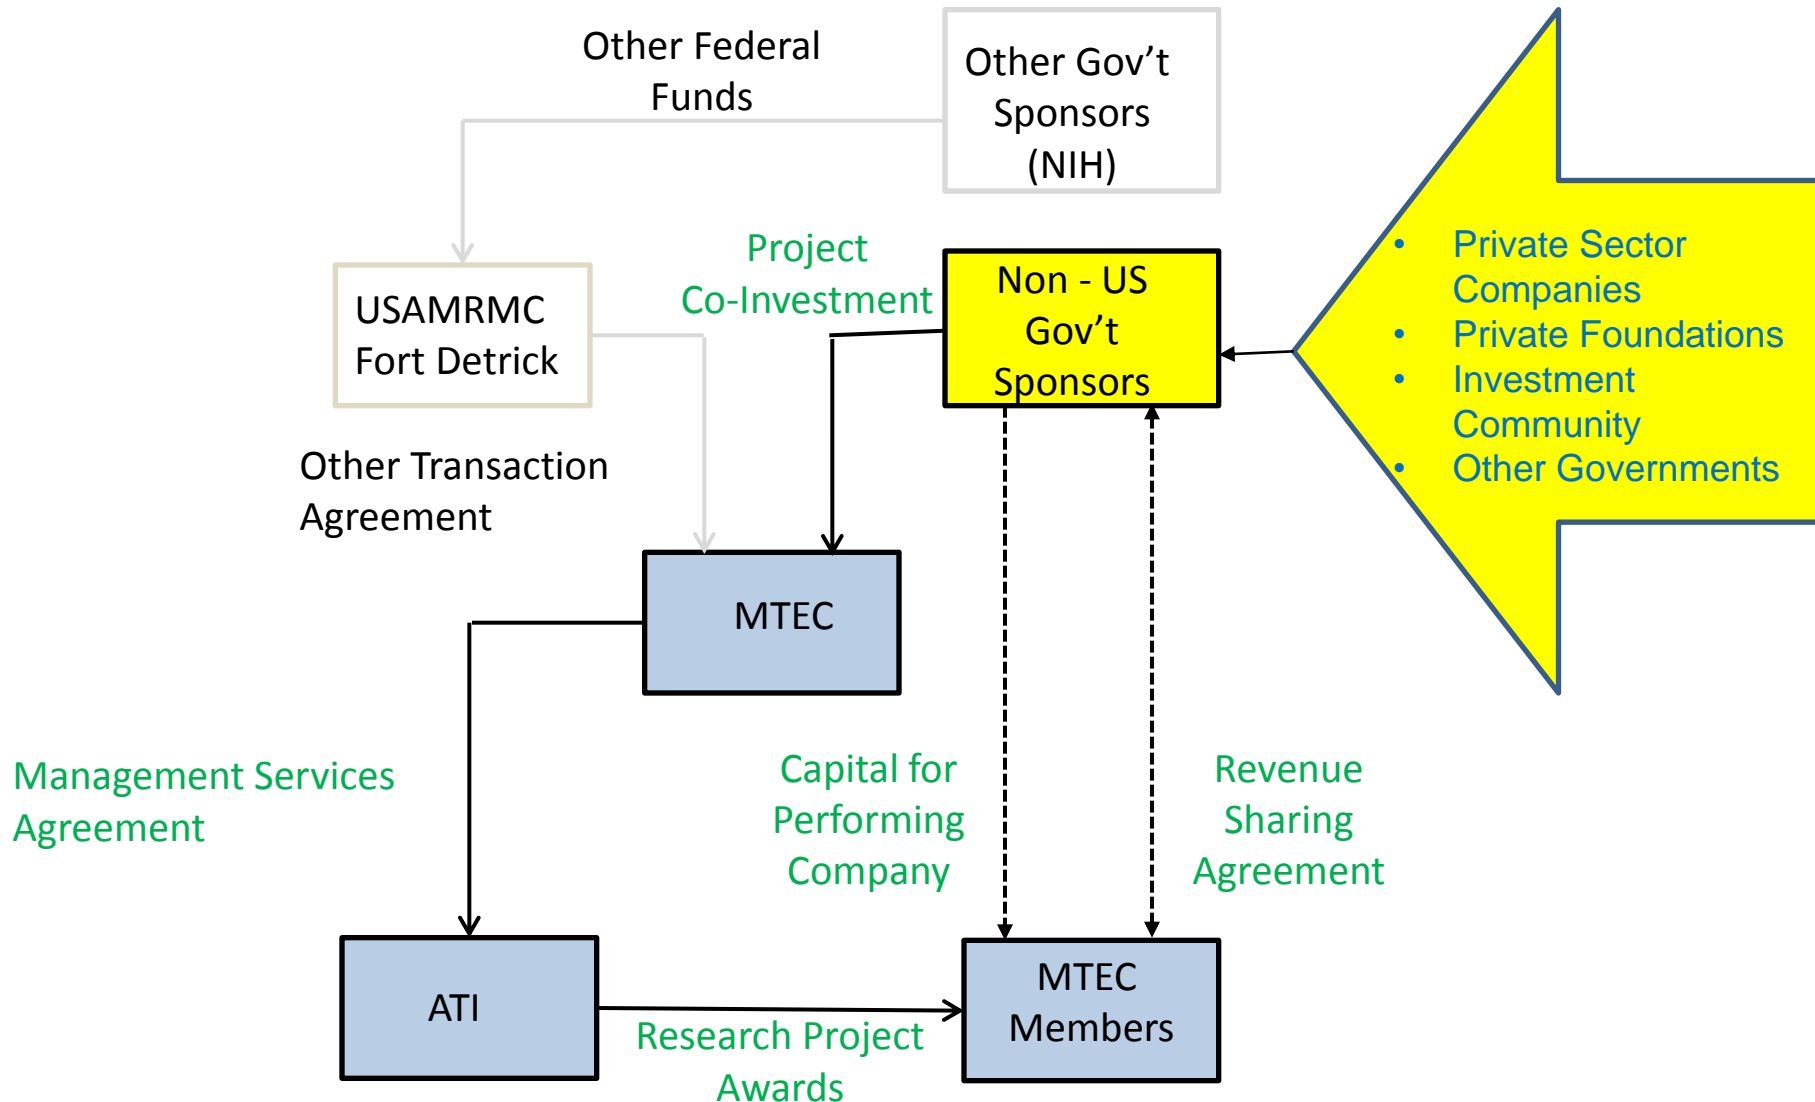 Other Federal
Funds
Other Gov’t
Sponsors
(NIH)
Project
Co-Investment
Non - US
Gov’t
Sponsors
• Private Sector
Companies
• Private Foundations
• Investment
Community
• Other Governments
USAMRMC
Fort Detrick
Other Transaction
Agreement
MTEC
Management Services
Agreement
Capital for
Performing
Company
Revenue
Sharing
Agreement
ATI
Research Project
Awards
MTEC
Members